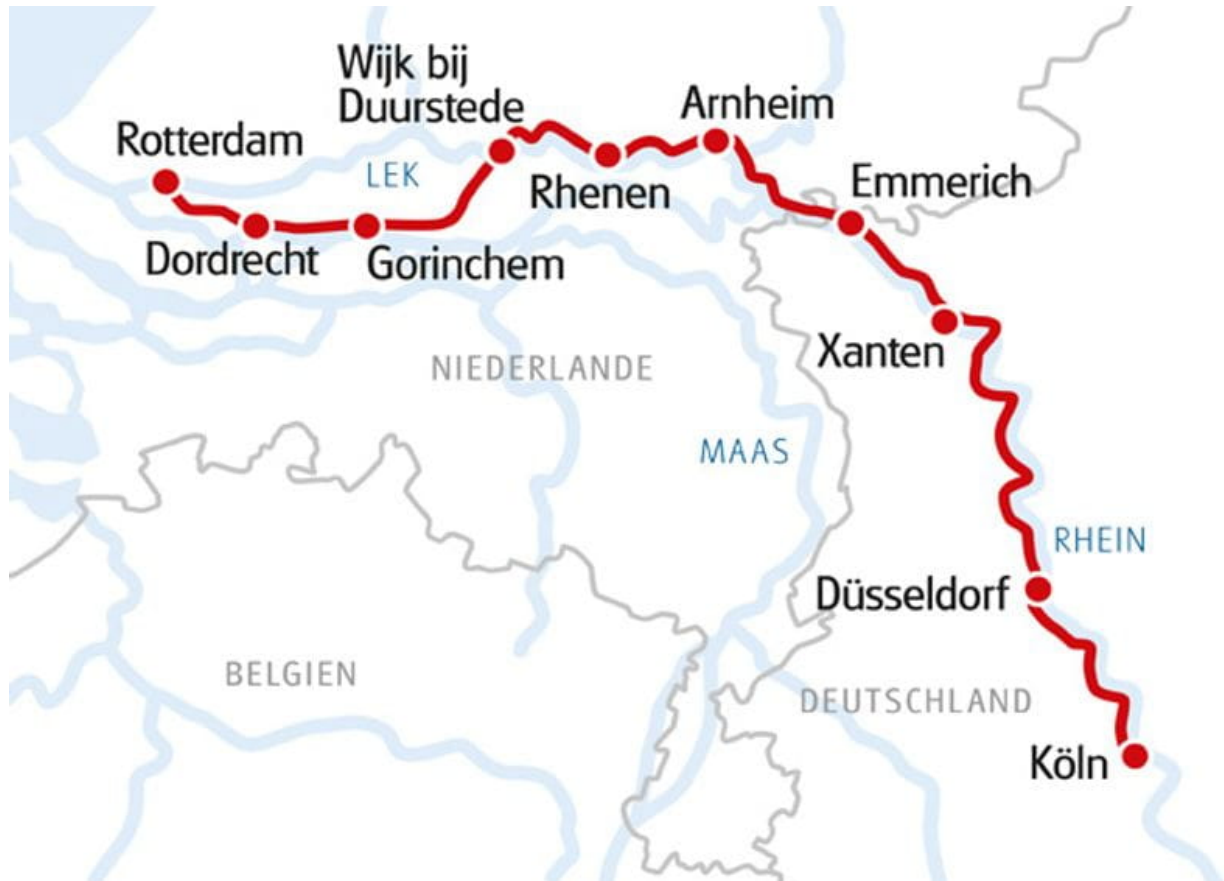 Wijk bij
Duurstede
Arnheim
Rotterdam
LEK
Rhenen
Emmerich
Dordrecht
Gorinchem
Xanten
NIEDERLANDE
MAAS
RHEIN
Düsseldorf
BELGIEN
DEUTSCHLAND
Köln